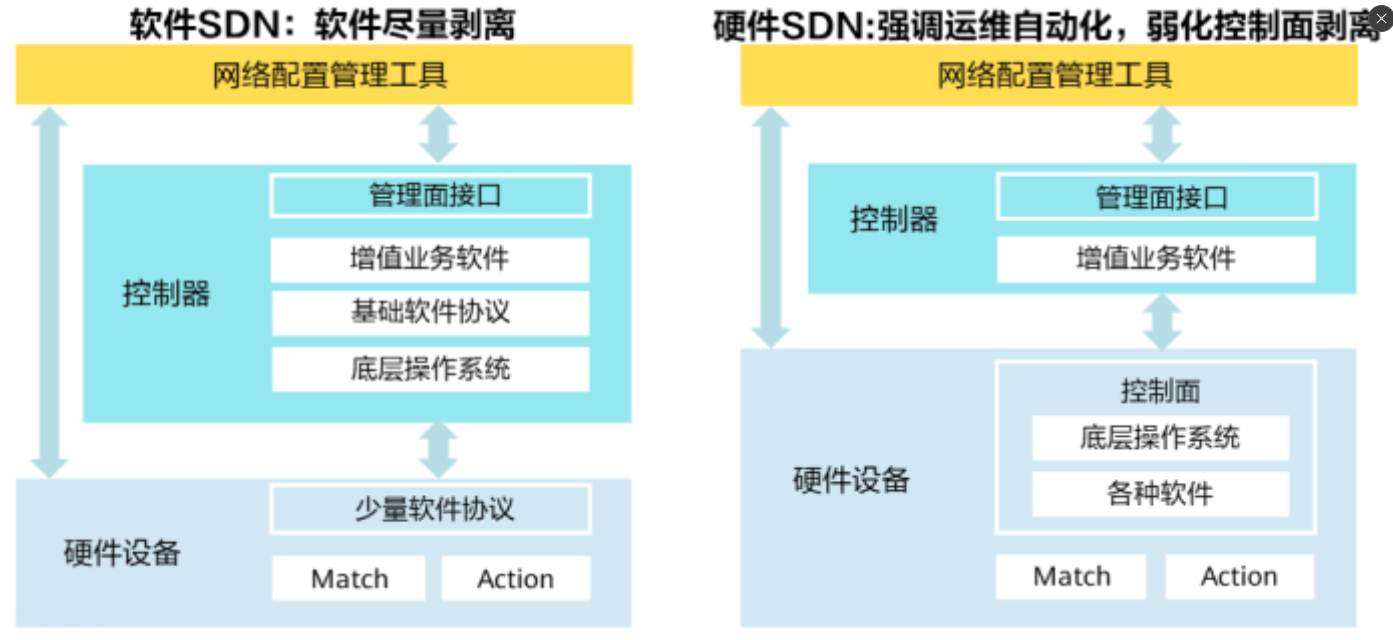 软件SDN：软件尽量剥离
网络配置管理工具
管理面接口
控制器
增值业务软件
基础软件协议
底层操作系统
少量软件协议
硬件设备
Match
Action
硬件SDN:强调运维自动化，弱化控制面剥离
网络配置管理工具
管理面接口
控制器
增值业务软件
控制面
底层操作系统
硬件设备
各种软件
Match
Action